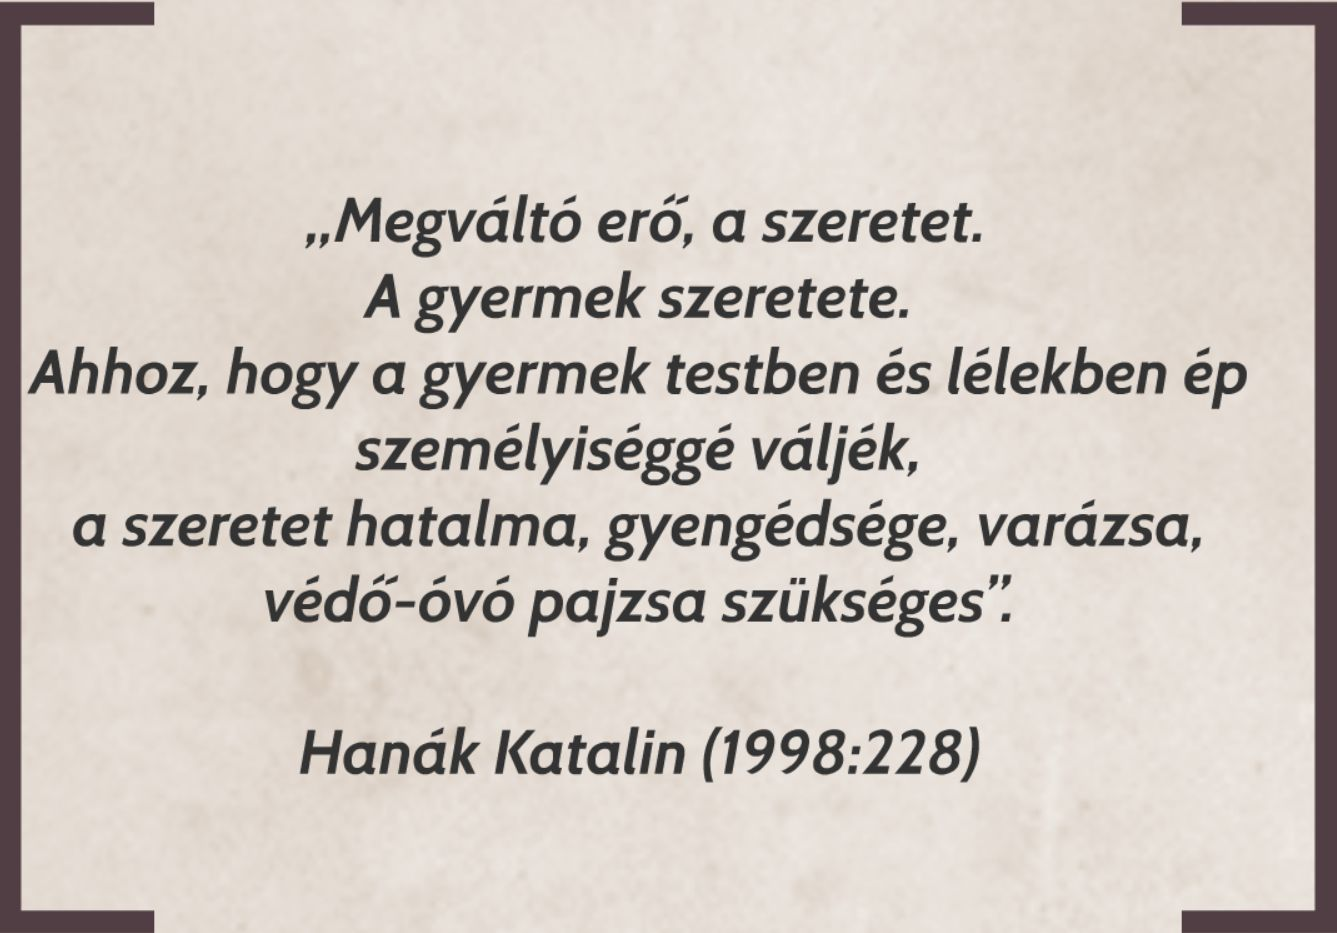 „Megváltó erő, a szeretet.
A gyermek szeretete.
Ahhoz, hogy a gyermek testben és lélekben ép
személyiséggé váljék,
a szeretet hatalma, gyengédsége, varázsa,
védő-óvó pajzsa szükséges”.
Hanák Katalin (1998:228)